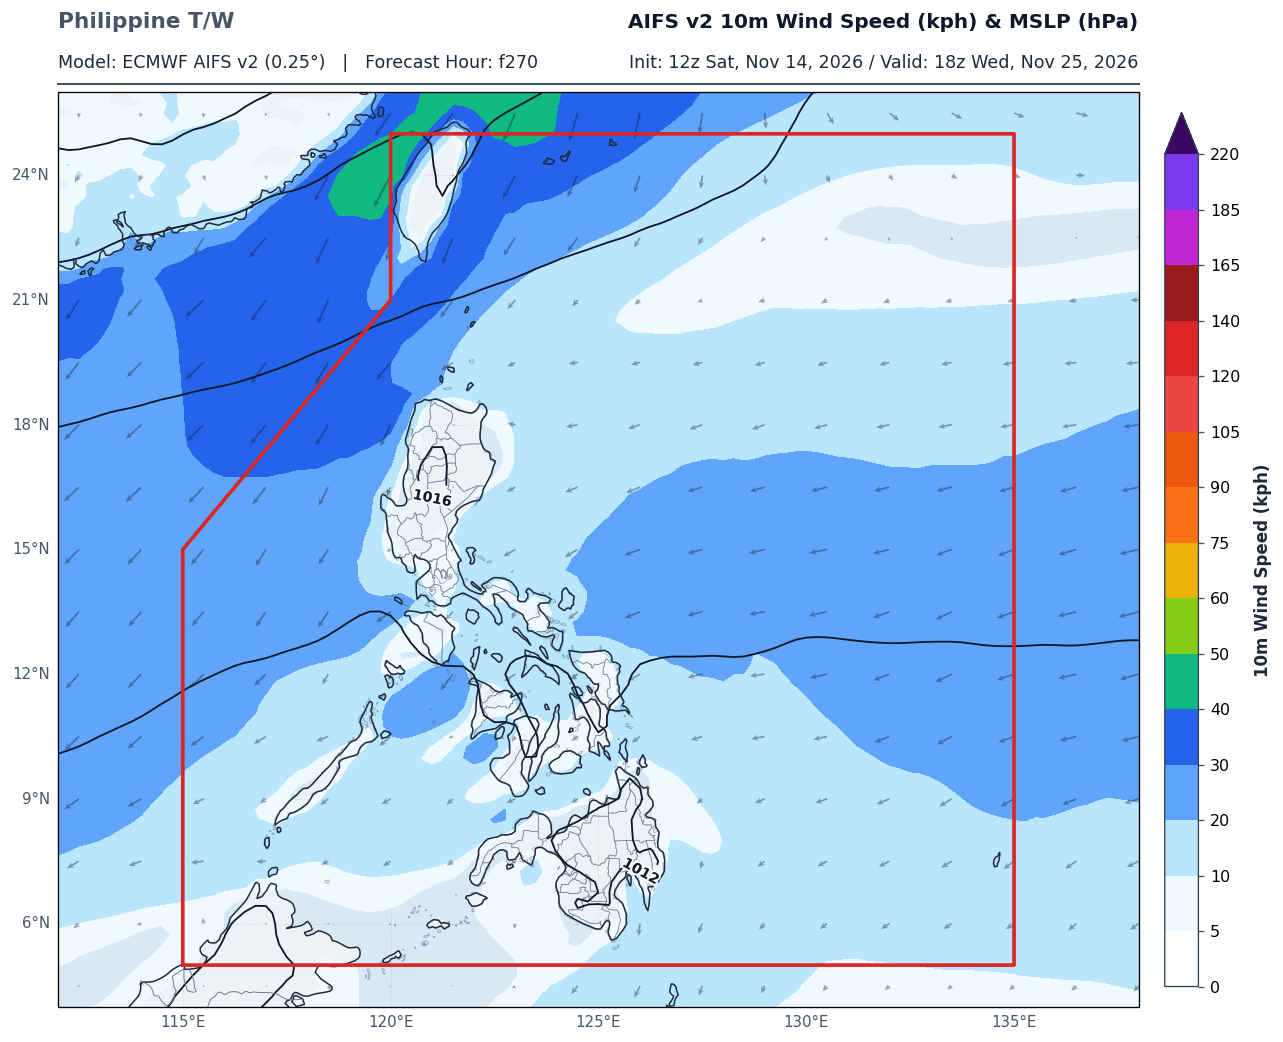 Philippine T/W
AIFS v2 10m Wind Speed (kph) & MSLP (hPa)
Model: ECMWF AIFS v2 (0.25°) | Forecast Hour: f270
Init: 12z Sat, Nov 14, 2026 / Valid: 18z Wed, Nov 25, 2026
24°N
21°N
18°N
15°N
12°N
9°N
6°N
1016
1012
115°E
120°E
125°E
130°E
135°E
220
185
165
140
120
105
90
75
60
50
40
30
20
10
5
0
10m Wind Speed (kph)